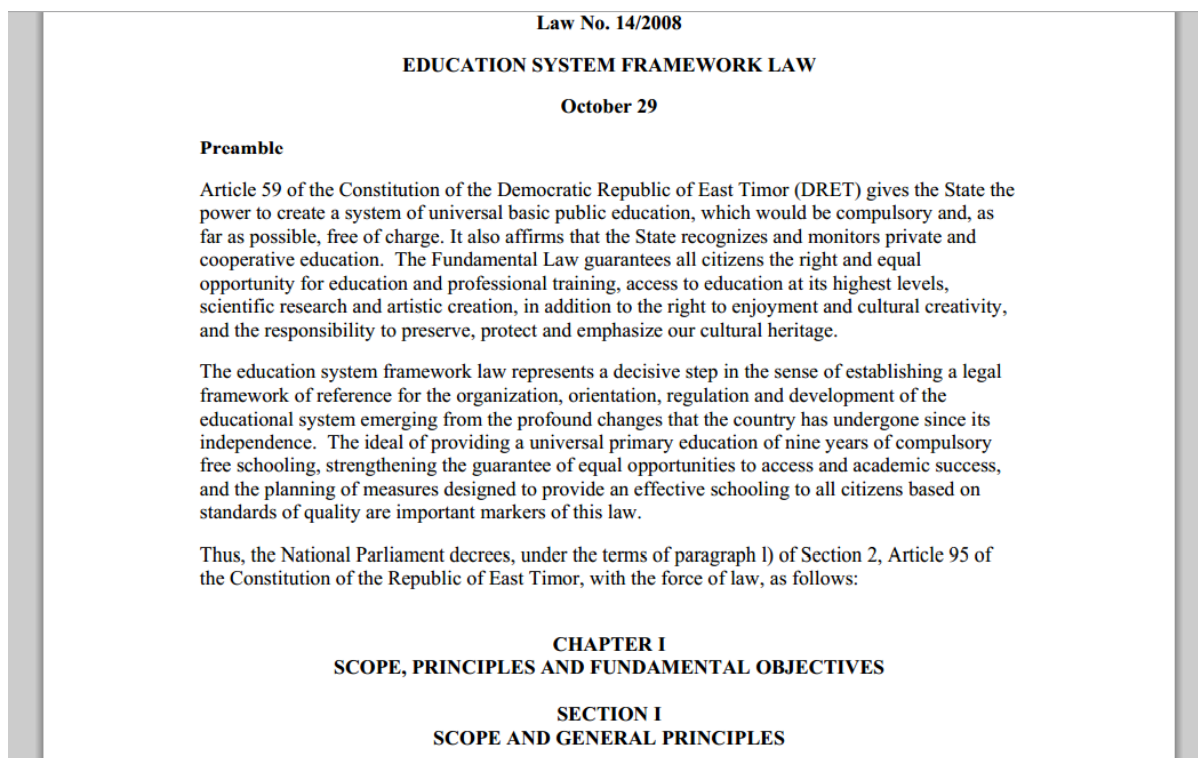 Law No. 14/2008
EDUCATION SYSTEM FRAMEWORK LAW
October 29
Preamble
Article 59 of the Constitution of the Democratic Republic of East Timor (DRET) gives the State the
power to create a system of universal basic public education, which would be compulsory and, as
far as possible, free of charge. It also affirms that the State recognizes and monitors private and
cooperative education.  The Fundamental Law guarantees all citizens the right and equal
opportunity for education and professional training, access to education at its highest levels,
scientific research and artistic creation, in addition to the right to enjoyment and cultural creativity,
and the responsibility to preserve, protect and emphasize our cultural heritage.
The education system framework law represents a decisive step in the sense of establishing a legal
framework of reference for the organization, orientation, regulation and development of the
educational system emerging from the profound changes that the country has undergone since its
independence.  The ideal of providing a universal primary education of nine years of compulsory
free schooling, strengthening the guarantee of equal opportunities to access and academic success,
and the planning of measures designed to provide an effective schooling to all citizens based on
standards of quality are important markers of this law.
Thus, the National Parliament decrees, under the terms of paragraph l) of Section 2, Article 95 of
the Constitution of the Republic of East Timor, with the force of law, as follows:
CHAPTER I
SCOPE, PRINCIPLES AND FUNDAMENTAL OBJECTIVES
SECTION I
SCOPE AND GENERAL PRINCIPLES